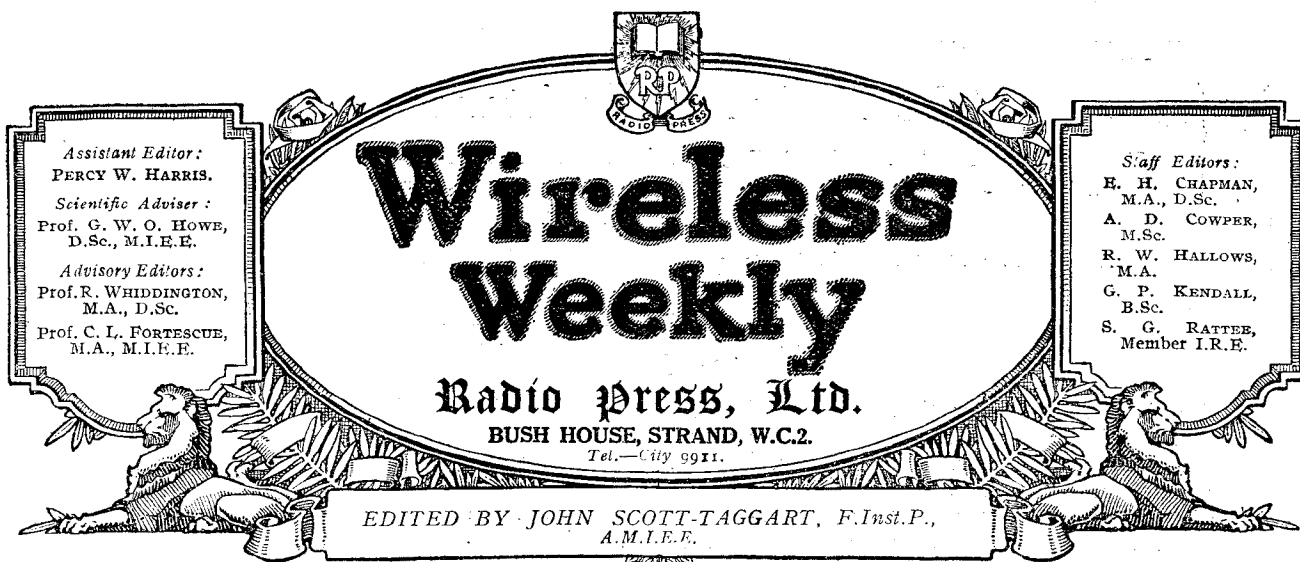 RP
RADIO PRESS
Assistant Editor:
PERCY W. HARRIS.
Scientific Adviser:
Prof. G. W. O. HOWE,
D.Sc., M.I.E.E.
Advisory Editors:
Prof. R. WHIDDINGTON,
M.A., D.Sc.
Prof. C. L. FORTESCUE,
M.A., M.I.E.E.
Wireless
Weekly
Radio Press, Ltd.
BUSH HOUSE, STRAND, W.C.2.
Tel.—City 9911.
Staff Editors:
E. H. CHAPMAN,
M.A., D.Sc.
A. D. COWPER,
M.Sc.
R. W. HALLOWS,
M.A.
G. P. KENDALL,
B.Sc.
S. G. RATTEE,
Member I.R.E.
EDITED BY JOHN SCOTT-TAGGART, F.Inst.P.,
A.M.I.E.E.